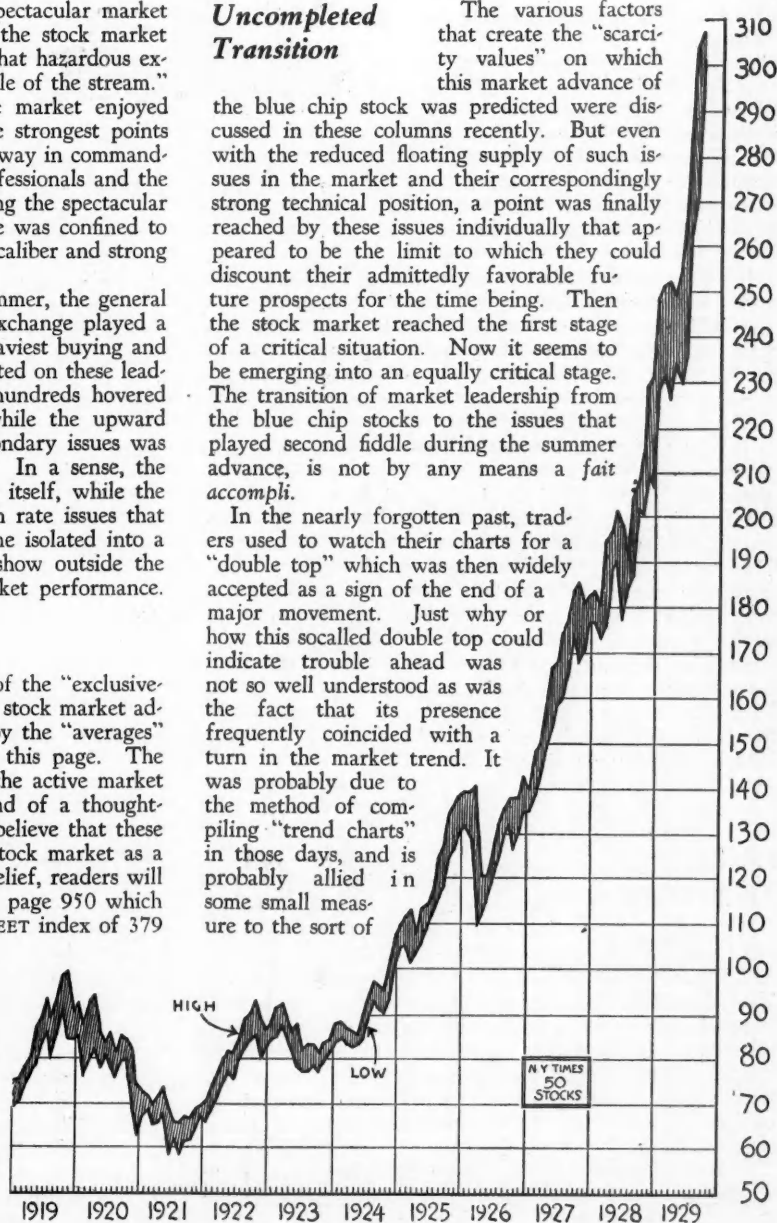 pectacular market
the stock market
hat hazardous ex-
le of the stream."
market enjoyed
strongest points
way in command-
fessionals and the
ng the spectacular
e was confined to
caliber and strong
nmer, the general
xchange played a
aviest buying and
ted on these lead-
hundreds hovered
while the upward
ondary issues was
In a sense, the
itself, while the
n rate issues that
ne isolated into a
show outside the
ket performance.
of the "exclusive-
stock market ad-
by the "averages"
this page. The
he active market
nd of a thought-
believe that these
tock market as a
elief, readers will
page 950 which
EET index of 379
Uncompleted
Transition
The various factors
that create the "scarci-
ty values" on which
this market advance of
the blue chip stock was predicted were dis-
cussed in these columns recently. But even
with the reduced floating supply of such is-
sues in the market and their correspondingly
strong technical position, a point was finally
reached by these issues individually that ap-
peared to be the limit to which they could
discount their admittedly favorable fu-
ture prospects for the time being. Then
the stock market reached the first stage
of a critical situation. Now it seems to
be emerging into an equally critical stage.
The transition of market leadership from
the blue chip stocks to the issues that
played second fiddle during the summer
advance, is not by any means a fait
accompli.
In the nearly forgotten past, trad-
ers used to watch their charts for a
"double top" which was then widely
accepted as a sign of the end of a
major movement. Just why or
how this socalled double top could
indicate trouble ahead was
not so well understood as was
the fact that its presence
frequently coincided with a
turn in the market trend. It
was probably due to
the method of com-
piling "trend charts"
in those days, and is
probably allied in
some small meas-
ure to the sort of
310
300
290
280
270
260
250
240
230
220
210
200
190
180
170
160
150
140
130
120
110
100
90
80
70
60
50
HIGH
LOW
N Y TIMES
50
STOCKS
1919 1920 1921 1922 1923 1924 1925 1926 1927 1928 1929